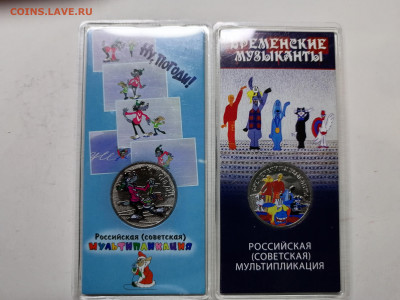 COINS.LAVE.RU
Ну, погоди!
Российская (советская)
МУЛЬТИПЛИКАЦИЯ
БРЕМЕНСКИЕ
МУЗЫКАНТЫ
РОССИЙСКАЯ
(СОВЕТСКАЯ)
МУЛЬТИПЛИКАЦИЯ